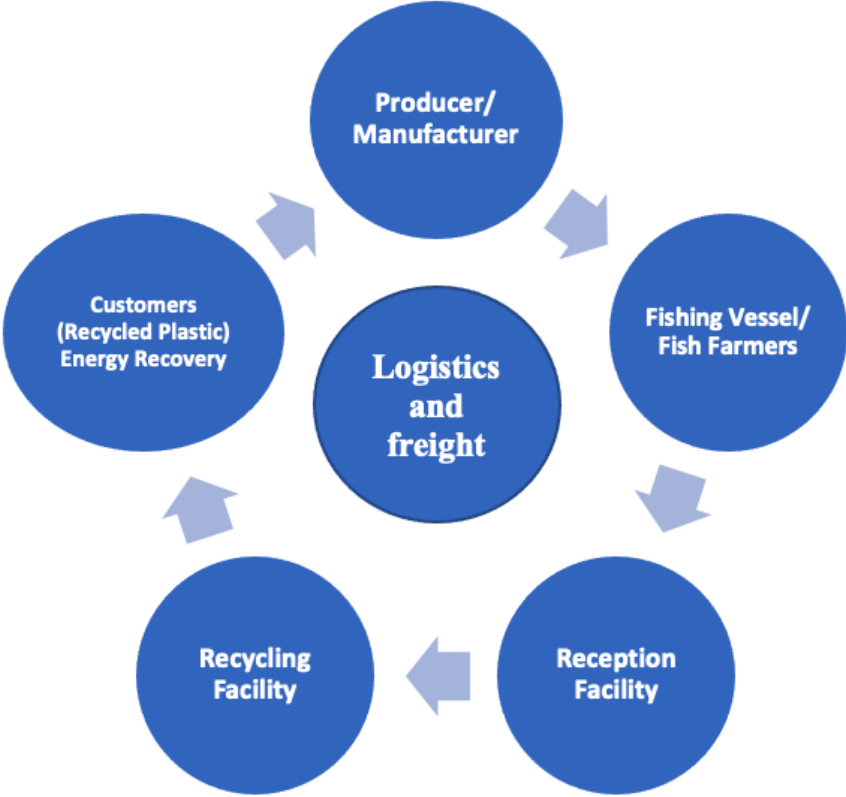 Producer/
Manufacturer
Fishing Vessel/
Fish Farmers
Reception
Facility
Recycling
Facility
Customers
(Recycled Plastic)
Energy Recovery
Logistics
and
freight